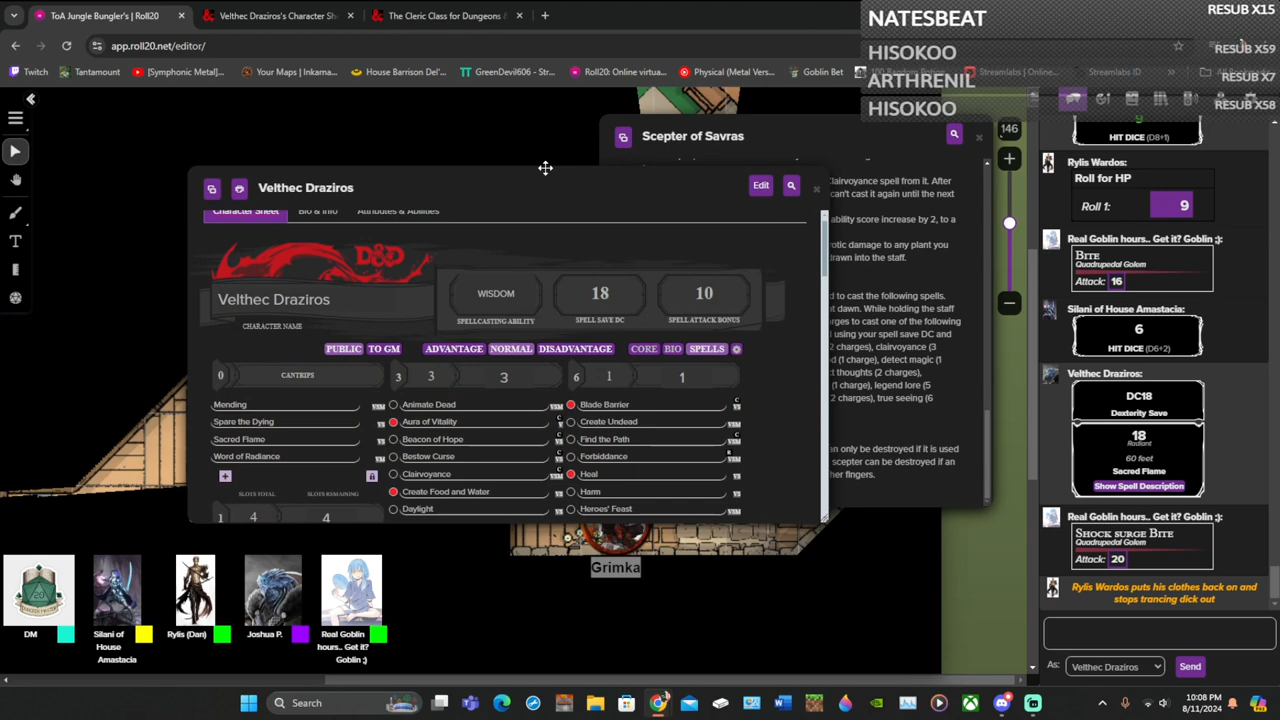 ToA Jungle Bungler's | Roll20
Velthec Draziros's Character Sh
The Cleric Class for Dungeons &
NATESBEAT
RESUB X15
app.roll20.net/editor/
HISOKOO
RESUB X59
Twitch
Tantamount
[Symphonic Metal]...
Your Maps | Inkarna...
House Barrison Del'...
GreenDevil606 - Str...
Roll20: Online virtua...
Physical (Metal Vers...
Goblin Bet
Streamlabs | Online...
Streamlabs ID
ARTHRENIL
RESUB X7
HISOKOO
RESUB X58
146
Scepter of Savras
Clairvoyance spell from it. After
can't cast it again until the next
ability score increase by 2, to a
rotic damage to any plant you
drawn into the staff.
d to cast the following spells.
t dawn. While holding the staff
rges to cast one of the following
using your spell save DC and
2 charges), clairvoyance (3
d (1 charge), detect magic (1
t thoughts (2 charges),
(1 charge), legend lore (5
2 charges), true seeing (6
an only be destroyed if it is used
scepter can be destroyed if an
her fingers.
Velthec Draziros
Edit
Character Sheet
Bio & Info
Attributes & Abilities
D&D
Velthec Draziros
CHARACTER NAME
WISDOM
SPELLCASTING ABILITY
18
SPELL SAVE DC
10
SPELL ATTACK BONUS
PUBLIC TO GM
ADVANTAGE NORMAL DISADVANTAGE
CORE BIO SPELLS
0 CANTRIPS
3 3 3
6 1 1
Mending
Spare the Dying
Sacred Flame
Word of Radiance
SLOTS TOTAL
SLOTS REMAINING
1 4 4
Animate Dead
Aura of Vitality
Beacon of Hope
Bestow Curse
Clairvoyance
Create Food and Water
Daylight
Blade Barrier
Create Undead
Find the Path
Forbiddance
Heal
Harm
Heroes' Feast
Grimka
DM
Silani of
House
Amastacia
Rylis (Dan)
Joshua P.
Real Goblin
hours.. Get it?
Goblin ;)
HIT DICE (D8+1)
Rylis Wardos:
Roll for HP
Roll 1: 9
Real Goblin hours.. Get it? Goblin ;):
BITE
Quadrupedal Golem
Attack: 16
Silani of House Amastacia:
6
HIT DICE (D6+2)
Velthec Draziros:
DC18
Dexterity Save
18
Radiant
60 feet
Sacred Flame
Show Spell Description
Real Goblin hours.. Get it? Goblin ;):
SHOCK SURGE BITE
Quadrupedal Golem
Attack: 20
Rylis Wardos puts his clothes back on and
stops trancing dick out
As: Velthec Draziros
Send
Search
10:08 PM
8/11/2024